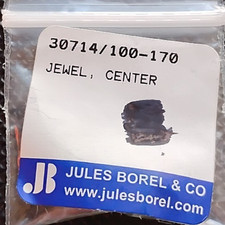 30714/100-170
JEWEL, CENTER
JB JULES BOREL & CO
www.julesborel.com